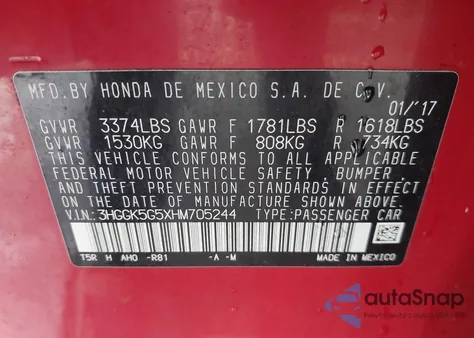 MFD.BY HONDA DE MEXICO S.A. DE C.V.
01/'17
GVWR 3374LBS GAWR F 1781LBS R 1618LBS
GVWR 1530KG GAWR F 808KG R 734KG
THIS VEHICLE CONFORMS TO ALL APPLICABLE
FEDERAL MOTOR VEHICLE SAFETY, BUMPER
AND THEFT PREVENTION STANDARDS IN EFFECT
ON THE DATE OF MANUFACTURE SHOWN ABOVE.
V.I.N.: 3HGGK5G5XHM705244 TYPE: PASSENGER CAR
T5R H AHO -R81 -A -M MADE IN MEXICO
autoSnap